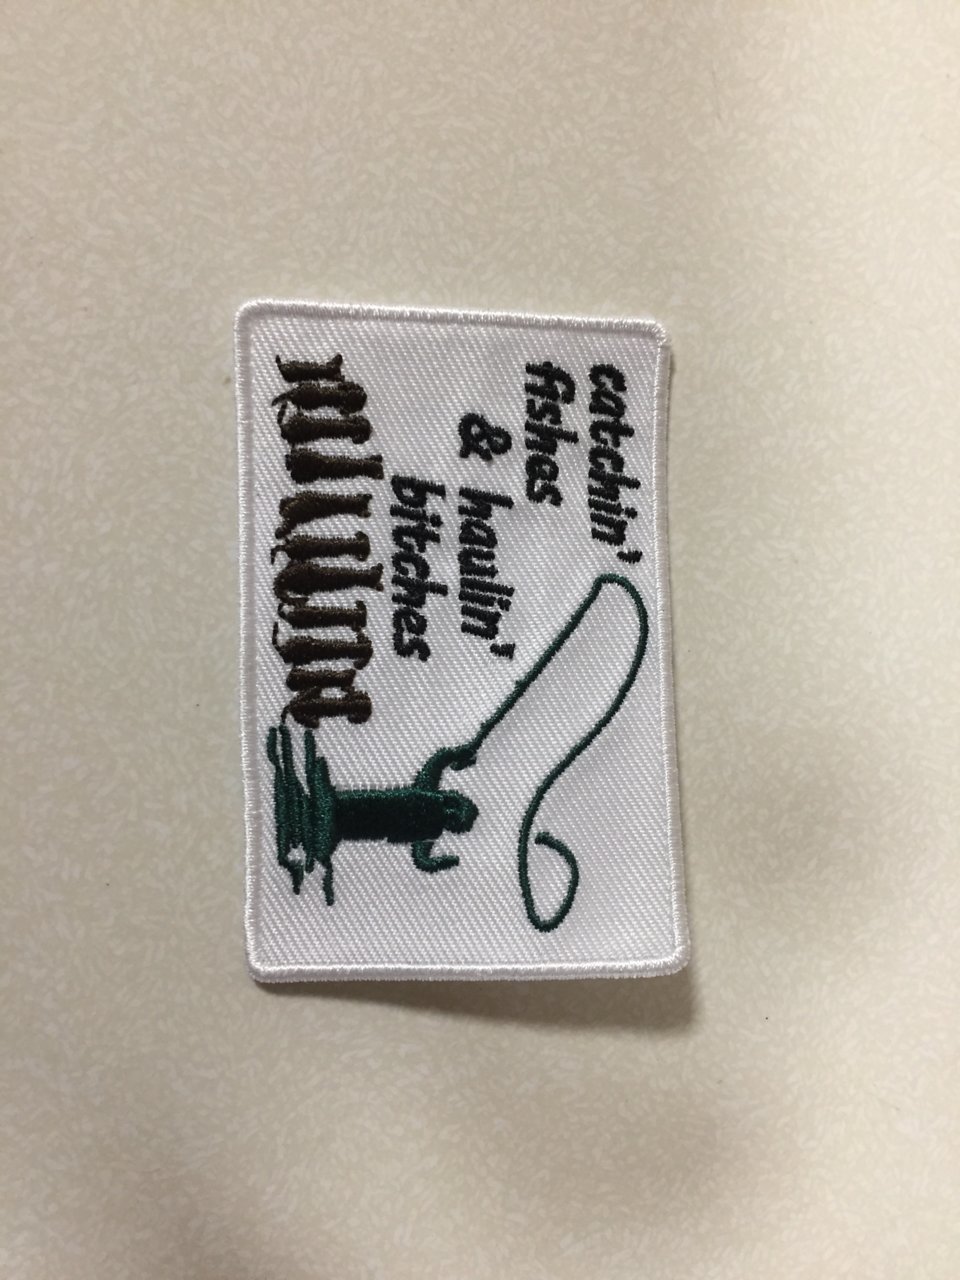 catchin'
fishes
& haulin'
bitches